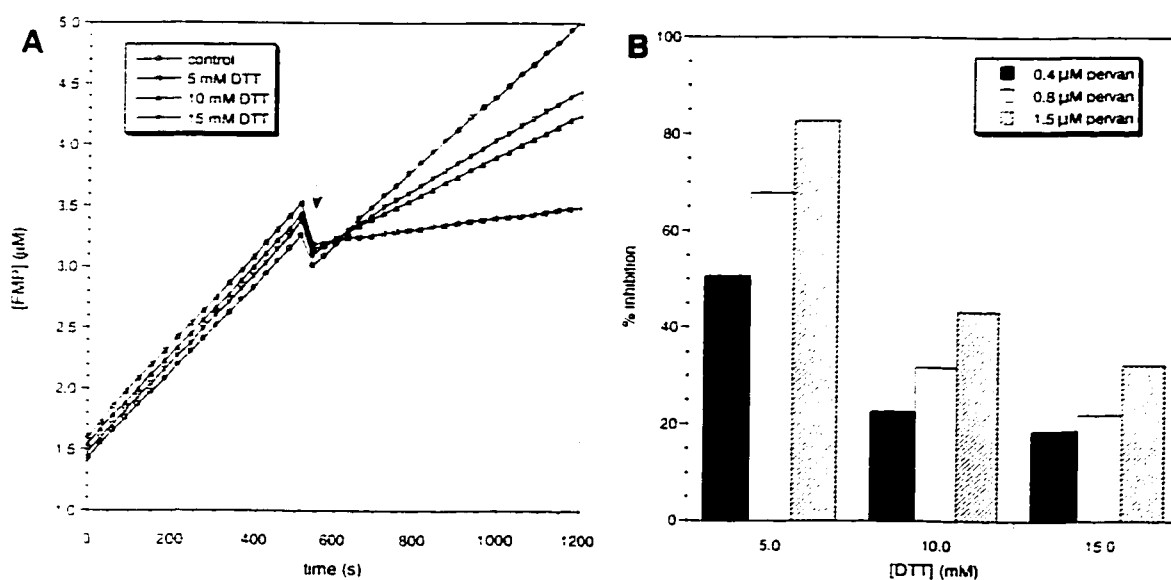 A
control
5 mM DTT
10 mM DTT
15 mM DTT
[FMP] (µM)
5.0
4.5
4.0
3.5
3.0
2.5
2.0
1.5
1.0
0
200
400
600
800
1000
1200
time (s)
B
0.4 µM pervan
0.8 µM pervan
1.5 µM pervan
% inhibition
100
80
60
40
20
0
5.0
10.0
15.0
[DTT] (mM)